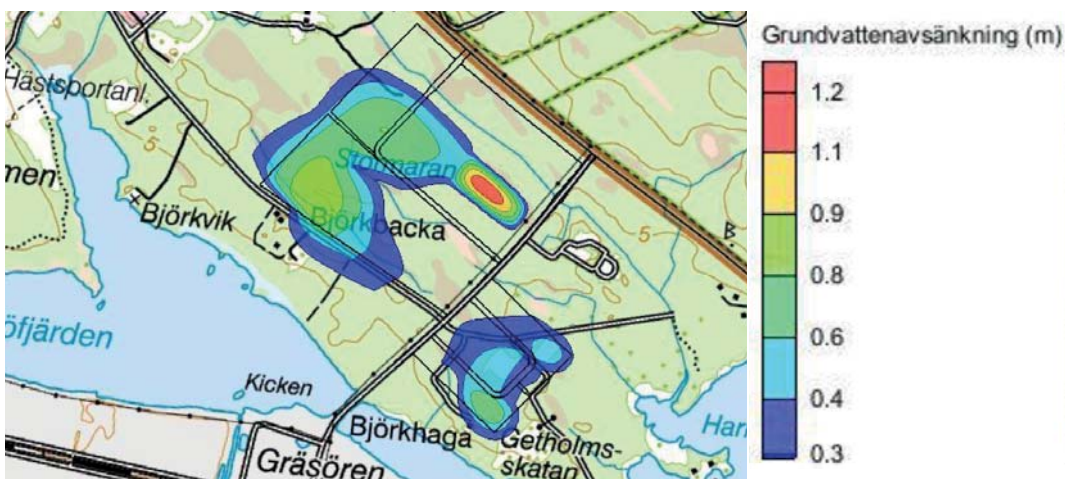 Hästsportanl.
men
5
Stormaran
Björkvik
Björkbacka
5
B.
öfjärden
Kicken
Björkhaga
Getholms-
skatan
Gräsören
Har
Grundvattenavsänkning (m)
1.2
1.1
0.9
0.8
0.6
0.4
0.3